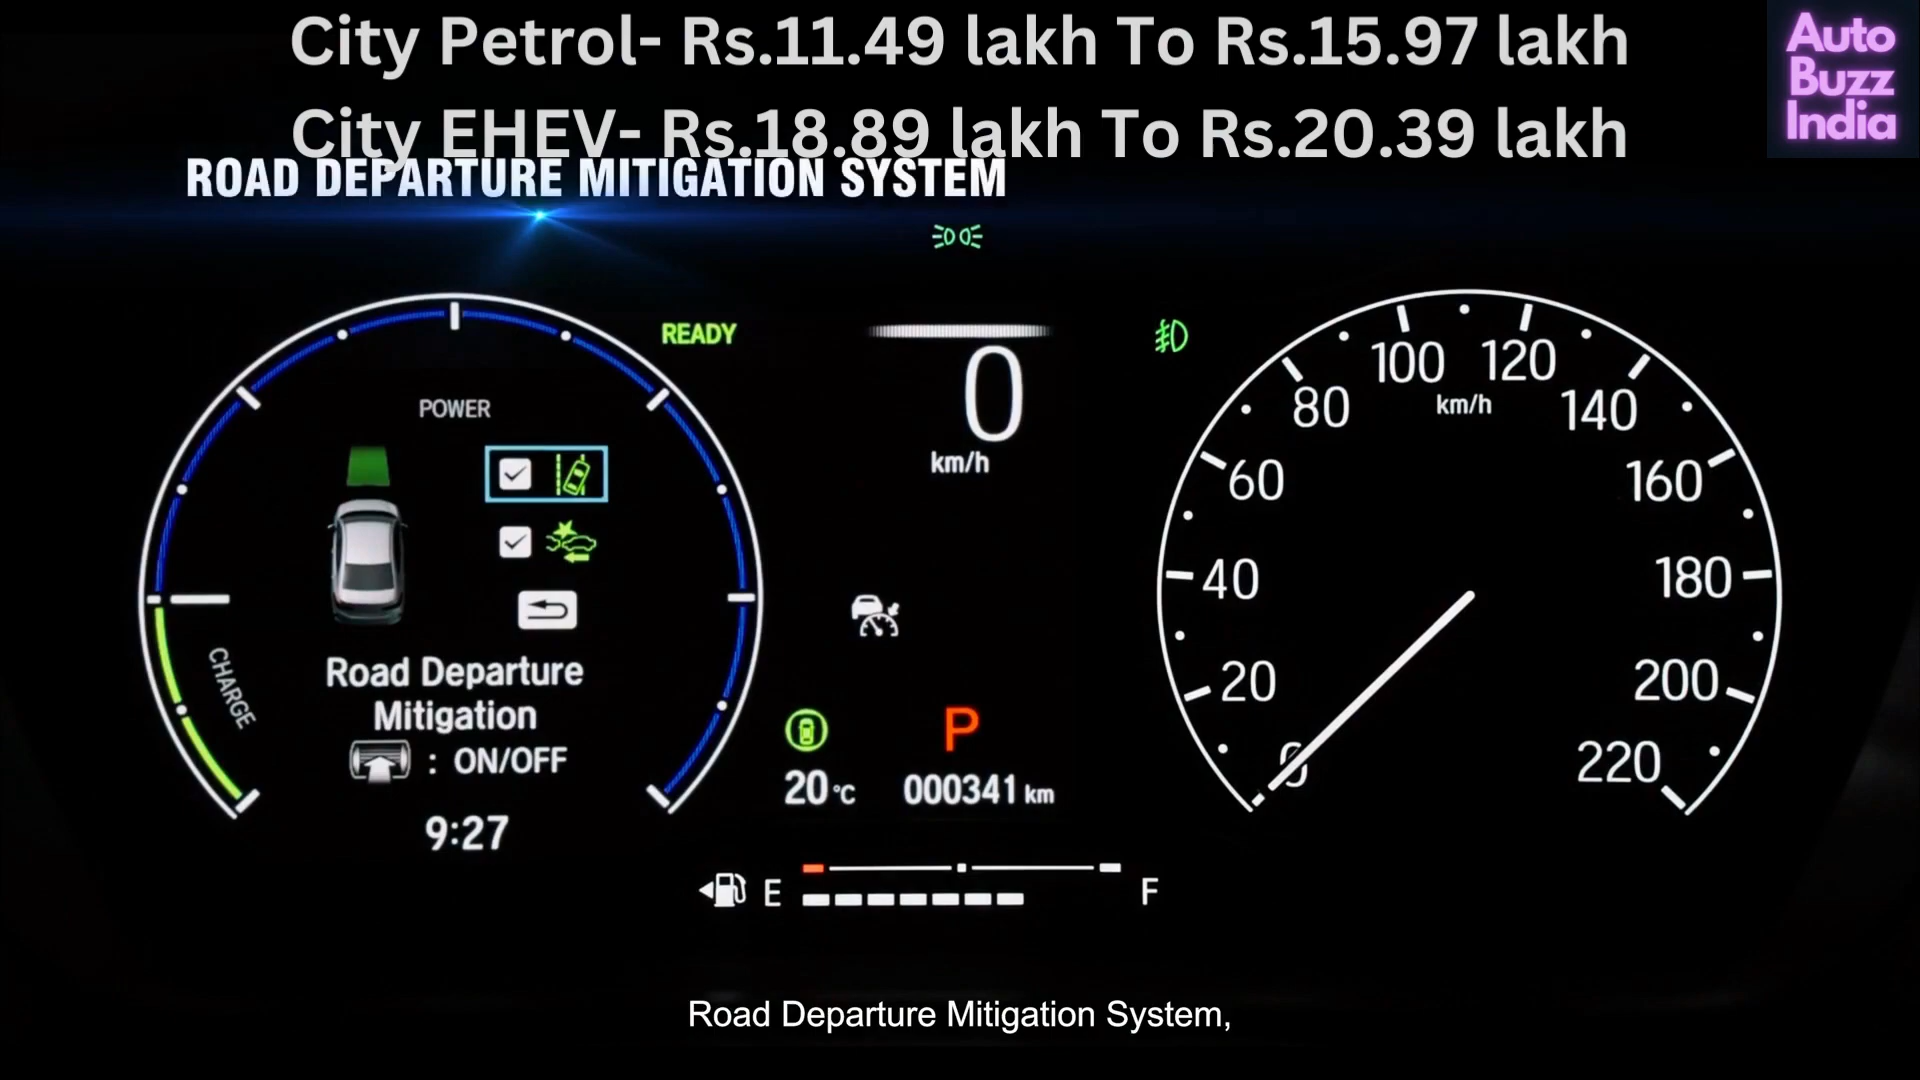 City Petrol- Rs.11.49 lakh To Rs.15.97 lakh
City EHEV- Rs.18.89 lakh To Rs.20.39 lakh
Auto
Buzz
India
ROAD DEPARTURE MITIGATION SYSTEM
READY
POWER
0
km/h
CHARGE
Road Departure
Mitigation
: ON/OFF
9:27
20°C
P
000341 km
E
F
0
20
40
60
80
100
120
140
160
180
200
220
km/h
Road Departure Mitigation System,